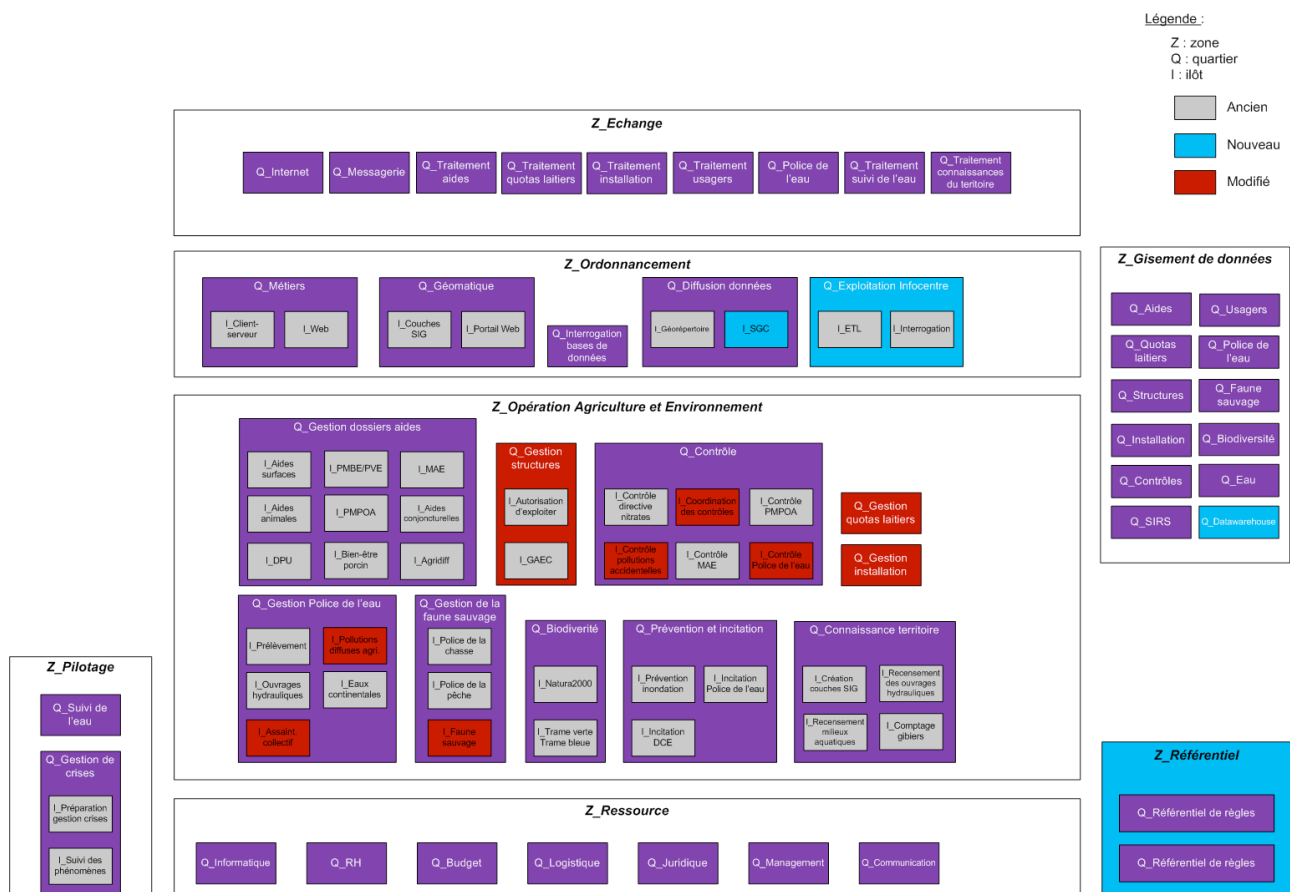 Légende :
Z : zone
Q : quartier
I : ilôt
Ancien
Nouveau
Modifié
Z_Echange
Q_Internet
Q_Messagerie
Q_Traitement
aides
Q_Traitement
quotas laitiers
Q_Traitement
installation
Q_Traitement
usagers
Q_Police de
l'eau
Q_Traitement
suivi de l'eau
Q_Traitement
connaissances
du teritoire
Z_Ordonnancement
Q_Métiers
I_Client-
serveur
I_Web
Q_Géomatique
I_Couches
SIG
I_Portail Web
Q_Interrogation
bases de
données
Q_Diffusion données
I_Géorépertoire
I_SGC
Q_Exploitation Infocentre
I_ETL
I_Interrogation
Z_Gisement de données
Q_Aides
Q_Usagers
Q_Quotas
laitiers
Q_Police de
l'eau
Q_Structures
Q_Faune
sauvage
Q_Installation
Q_Biodiversité
Q_Contrôles
Q_Eau
Q_SIRS
Q_Datawarehouse
Z_Opération Agriculture et Environnement
Q_Gestion dossiers aides
I_Aides
surfaces
I_PMBE/PVE
I_MAE
I_Aides
animales
I_PMPOA
I_Aides
conjoncturelles
I_DPU
I_Bien-être
porcin
I_Agridiff
Q_Gestion
structures
I_Autorisation
d'exploiter
I_GAEC
Q_Contrôle
I_Contrôle
directive
nitrates
I_Coordination
des contrôles
I_Contrôle
PMPOA
I_Contrôle
pollutions
accidentelles
I_Contrôle
MAE
I_Contrôle
Police de l'eau
Q_Gestion
quotas laitiers
Q_Gestion
installation
Q_Gestion Police de l'eau
I_Prélèvement
I_Pollutions
diffuses agri.
I_Ouvrages
hydrauliques
I_Eaux
continentales
I_Assaint.
collectif
Q_Gestion de la
faune sauvage
I_Police de la
chasse
I_Police de la
pêche
I_Faune
sauvage
Q_Biodiverité
I_Natura2000
I_Trame verte
Trame bleue
Q_Prévention et incitation
I_Prévention
inondation
I_Incitation
Police de l'eau
I_Incitation
DCE
Q_Connaissance territoire
I_Création
couches SIG
I_Recensement
des ouvrages
hydrauliques
I_Recensement
milieux
aquatiques
I_Comptage
gibiers
Z_Pilotage
Q_Suivi de
l'eau
Q_Gestion de
crises
I_Préparation
gestion crises
I_Suivi des
phénomènes
Z_Référentiel
Q_Référentiel de règles
Q_Référentiel de règles
Z_Ressource
Q_Informatique
Q_RH
Q_Budget
Q_Logistique
Q_Juridique
Q_Management
Q_Communication